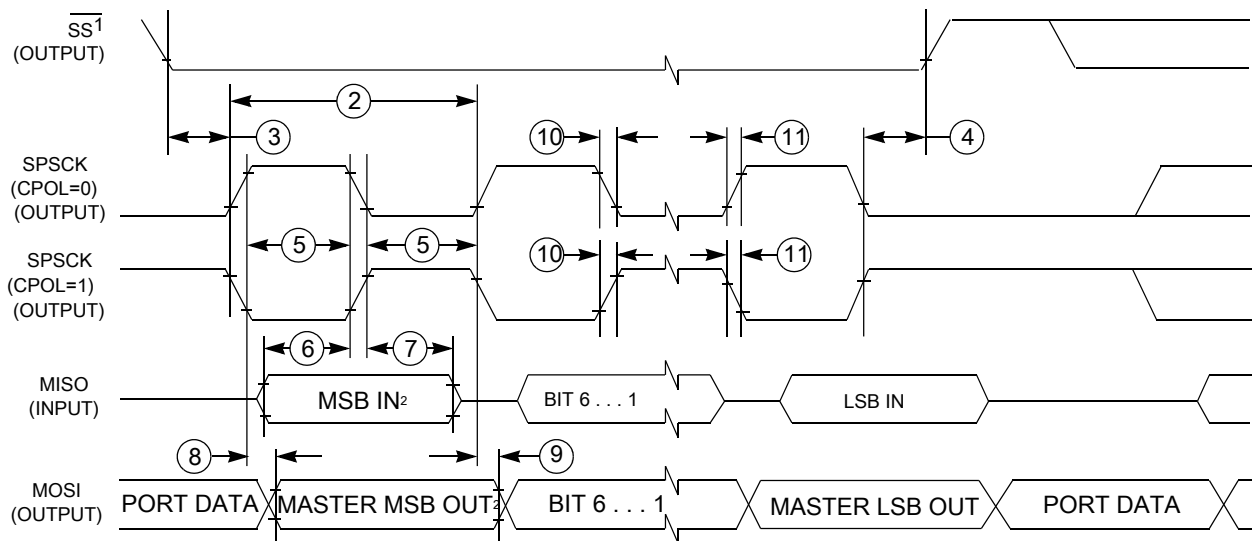 SS1
(OUTPUT)
2
3
10
11
4
SPSCK
(CPOL=0)
(OUTPUT)
5
5
SPSCK
(CPOL=1)
(OUTPUT)
10
11
6
7
MISO
(INPUT)
MSB IN2
BIT 6 . . . 1
LSB IN
8
9
MOSI
(OUTPUT)
PORT DATA
MASTER MSB OUT2
BIT 6 . . . 1
MASTER LSB OUT
PORT DATA